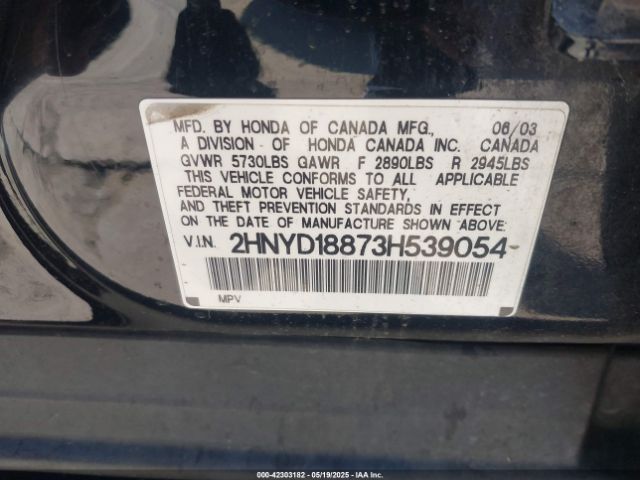 MFD. BY HONDA OF CANADA MFG., 06/03
A DIVISION OF HONDA CANADA INC. CANADA
GVWR 5730LBS GAWR F 2890LBS R 2945LBS
THIS VEHICLE CONFORMS TO ALL APPLICABLE
FEDERAL MOTOR VEHICLE SAFETY,
AND THEFT PREVENTION STANDARDS IN EFFECT
ON THE DATE OF MANUFACTURE SHOWN ABOVE.
V.I.N. 2HNYD18873H539054
MPV
000-42303182 | 05/19/2025 | IAA Inc.